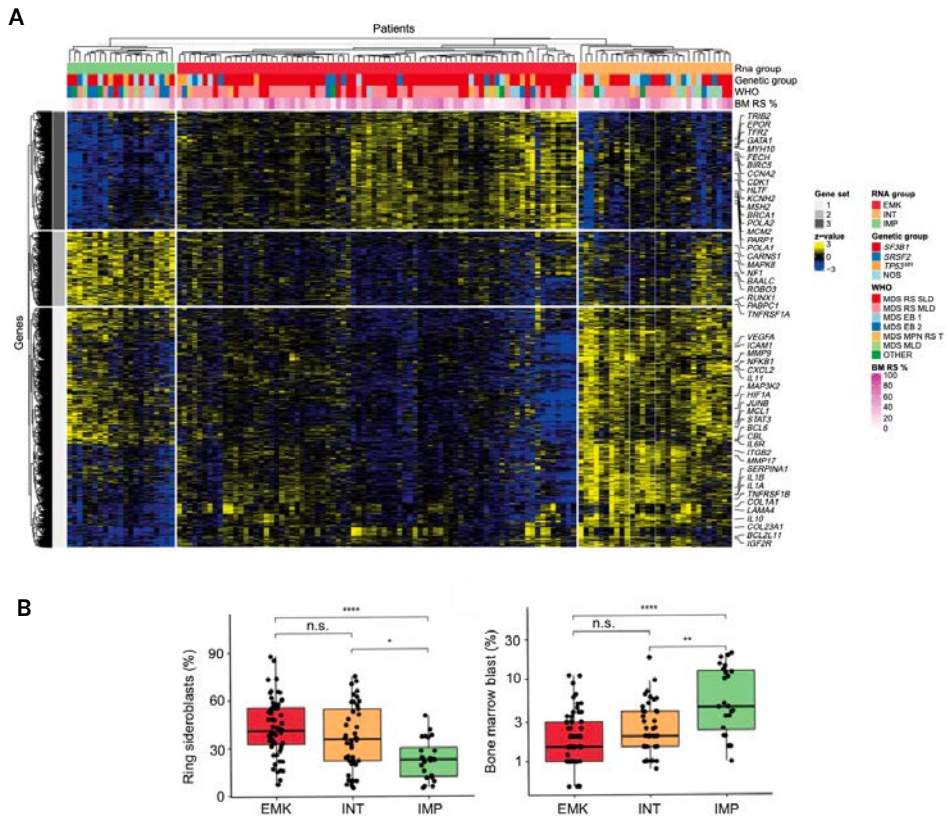 A
Patients
Rna group
Genetic group
WHO
BM RS %
Genes
TRIB2
EPOR
TFR2
GATA1
MYH10
FECH
BIRC5
CCNA2
CDK1
HLTF
KCNH2
MSH2
BRCA1
POLA2
MCM2
PARP1
POLA1
CARNS1
MAPK8
NF1
BAALC
ROBO3
RUNX1
PABPC1
TNFRSF1A
VEGFA
ICAM1
MMP9
NFKB1
CXCL2
IL11
MAP3K2
HIF1A
JUNB
MCL1
STAT3
BCL6
CBL
IL6R
ITGB2
MMP17
SERPINA1
IL1B
IL1A
TNFRSF1B
COL1A1
LAMA4
IL10
COL23A1
BCL2L11
IGF2R
Gene set
1
2
3
z−value
3
0
−3
RNA group
EMK
INT
IMP
Genetic group
SF3B1
SRSF2
TP53
NOS
WHO
MDS RS SLD
MDS RS MLD
MDS EB 1
MDS EB 2
MDS MPN RS T
MDS MLD
OTHER
BM RS %
100
80
60
40
20
0
B
Ring sideroblasts (%)
90
60
30
0
****
n.s.
*
EMK INT IMP
Bone marrow blast (%)
30
10
3
1
****
n.s.
**
EMK INT IMP